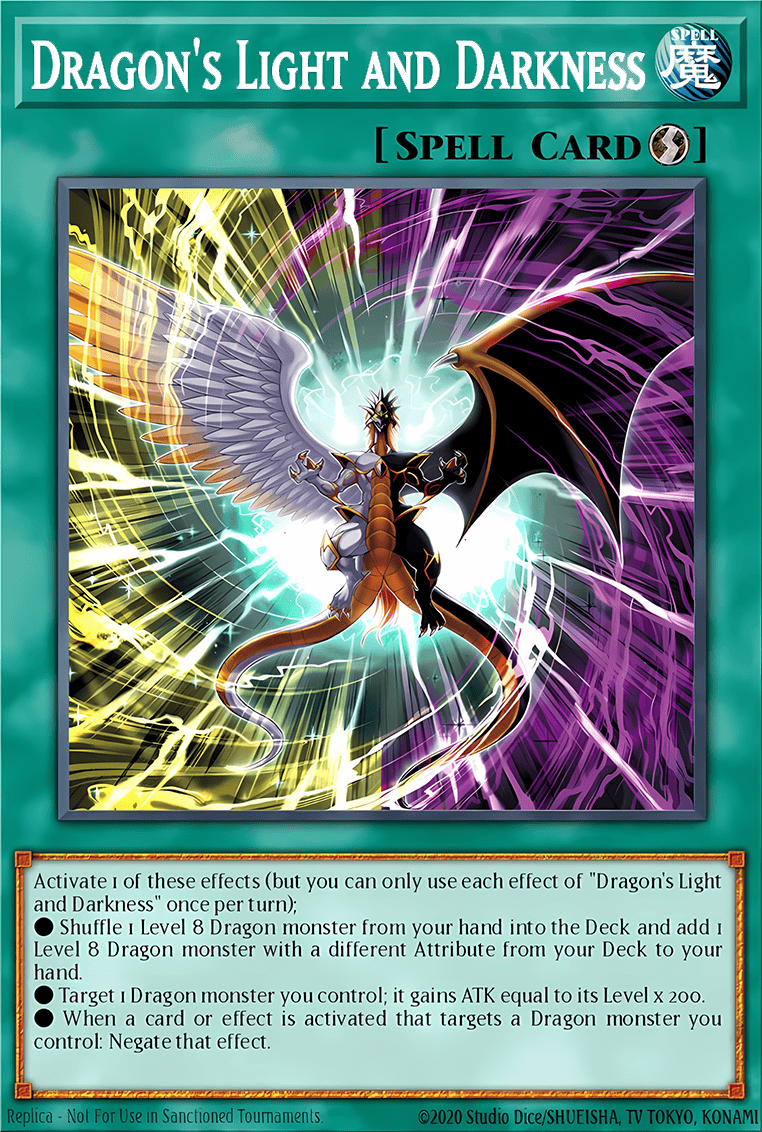 Dragon's Light and Darkness
SPELL
魔
[Spell Card]
Activate 1 of these effects (but you can only use each effect of "Dragon's Light
and Darkness" once per turn);
● Shuffle 1 Level 8 Dragon monster from your hand into the Deck and add 1
Level 8 Dragon monster with a different Attribute from your Deck to your
hand.
● Target 1 Dragon monster you control; it gains ATK equal to its Level x 200.
● When a card or effect is activated that targets a Dragon monster you
control: Negate that effect.
Replica - Not For Use in Sanctioned Tournaments.
©2020 Studio Dice/SHUEISHA, TV TOKYO, KONAMI